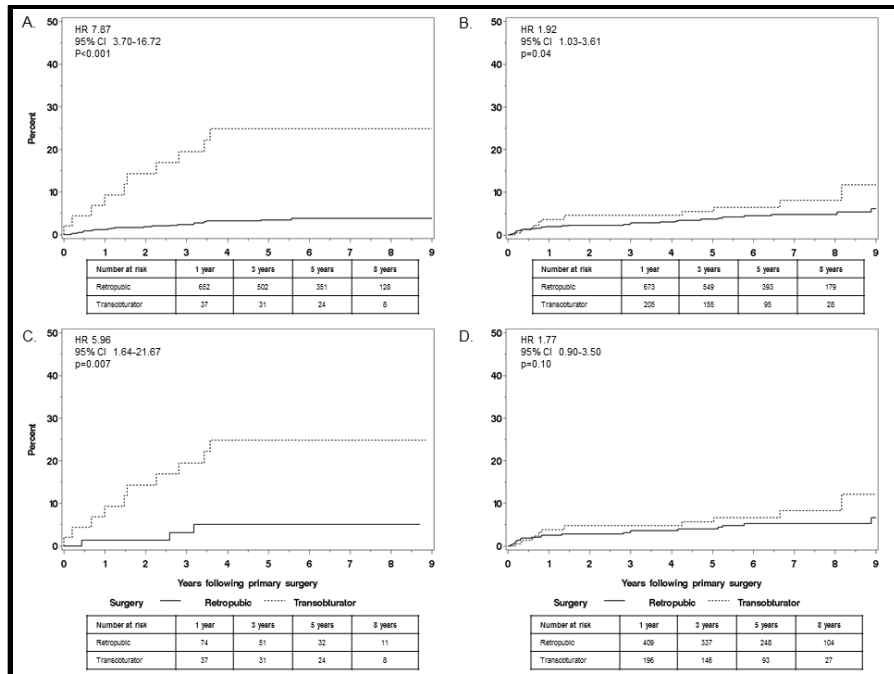 A.
HR 7.87
95% CI 3.70-16.72
P<0.001
50
40
30
20
10
0
Percent
0 1 2 3 4 5 6 7 8 9
Number at risk 1 year 3 years 5 years 8 years
Retropubic 652 502 351 128
Transobturator 37 31 24 8
B.
HR 1.92
95% CI 1.03-3.61
p=0.04
50
40
30
20
10
0
0 1 2 3 4 5 6 7 8 9
Number at risk 1 year 3 years 5 years 8 years
Retropubic 673 549 393 179
Transobturator 205 155 95 28
C.
HR 5.96
95% CI 1.64-21.67
p=0.007
50
40
30
20
10
0
Percent
0 1 2 3 4 5 6 7 8 9
Years following primary surgery
Surgery Retropubic Transobturator
Number at risk 1 year 3 years 5 years 8 years
Retropubic 74 51 32 11
Transobturator 37 31 24 8
D.
HR 1.77
95% CI 0.90-3.50
p=0.10
50
40
30
20
10
0
0 1 2 3 4 5 6 7 8 9
Years following primary surgery
Surgery Retropubic Transobturator
Number at risk 1 year 3 years 5 years 8 years
Retropubic 409 337 248 104
Transobturator 196 146 93 27